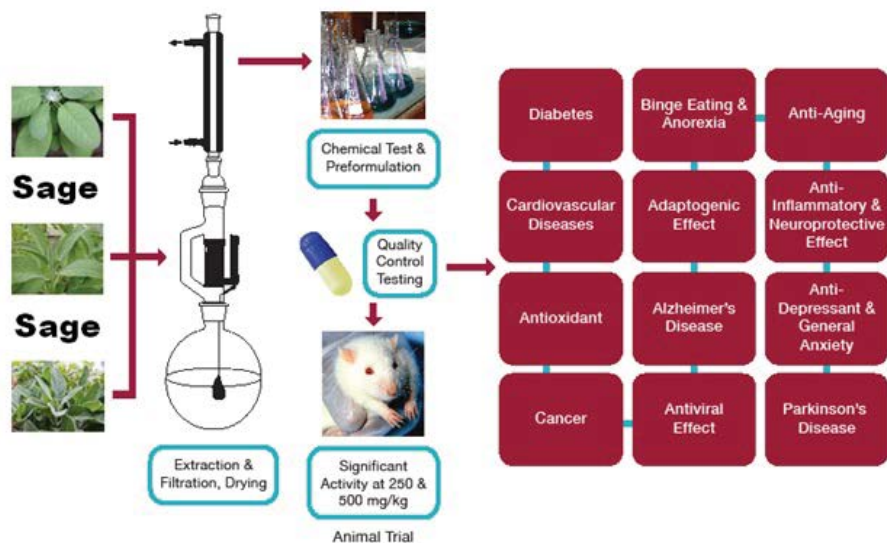 Sage
Sage
Extraction &
Filtration, Drying
Chemical Test &
Preformulation
Quality
Control
Testing
Significant
Activity at 250 &
500 mg/kg
Animal Trial
Diabetes
Binge Eating &
Anorexia
Anti-Aging
Cardiovascular
Diseases
Adaptogenic
Effect
Anti-
Inflammatory &
Neuroprotective
Effect
Antioxidant
Alzheimer's
Disease
Anti-
Depressant &
General
Anxiety
Cancer
Antiviral
Effect
Parkinson's
Disease